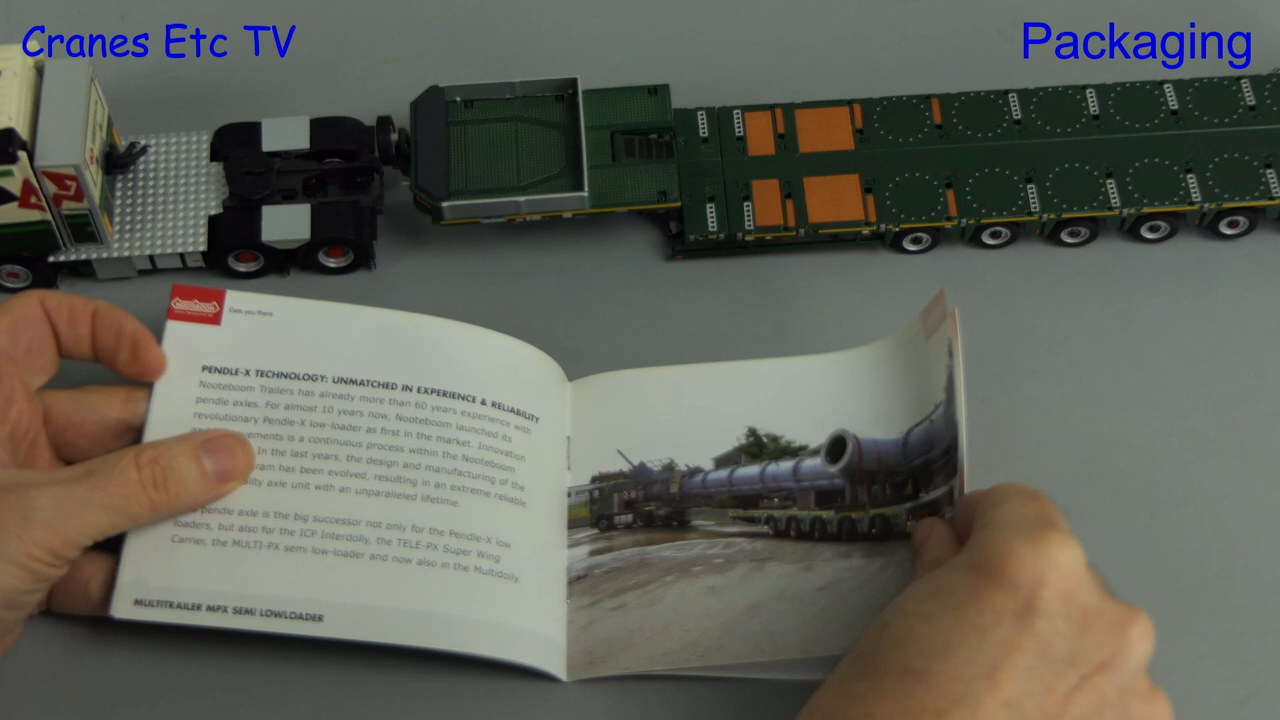 Cranes Etc TV
Packaging
NOOTEBOOM
Gets you there
PENDLE-X TECHNOLOGY: UNMATCHED IN EXPERIENCE & RELIABILITY
Nooteboom Trailers has already more than 60 years experience with
pendle axles. For almost 10 years now, Nooteboom launched its
revolutionary Pendle-X low-loader as first in the market. Innovation
is a continuous process within the Nooteboom
In the last years, the design and manufacturing of the
has been evolved, resulting in an extreme reliable
axle unit with an unparalleled lifetime.
pendle axle is the big successor not only for the Pendle-X low
loaders, but also for the ICP Interdolly, the TELE-PX Super Wing
Carrier, the MULTI-PX semi low-loader and now also in the Multidolly.
MULTITRAILER MPX SEMI LOWLOADER